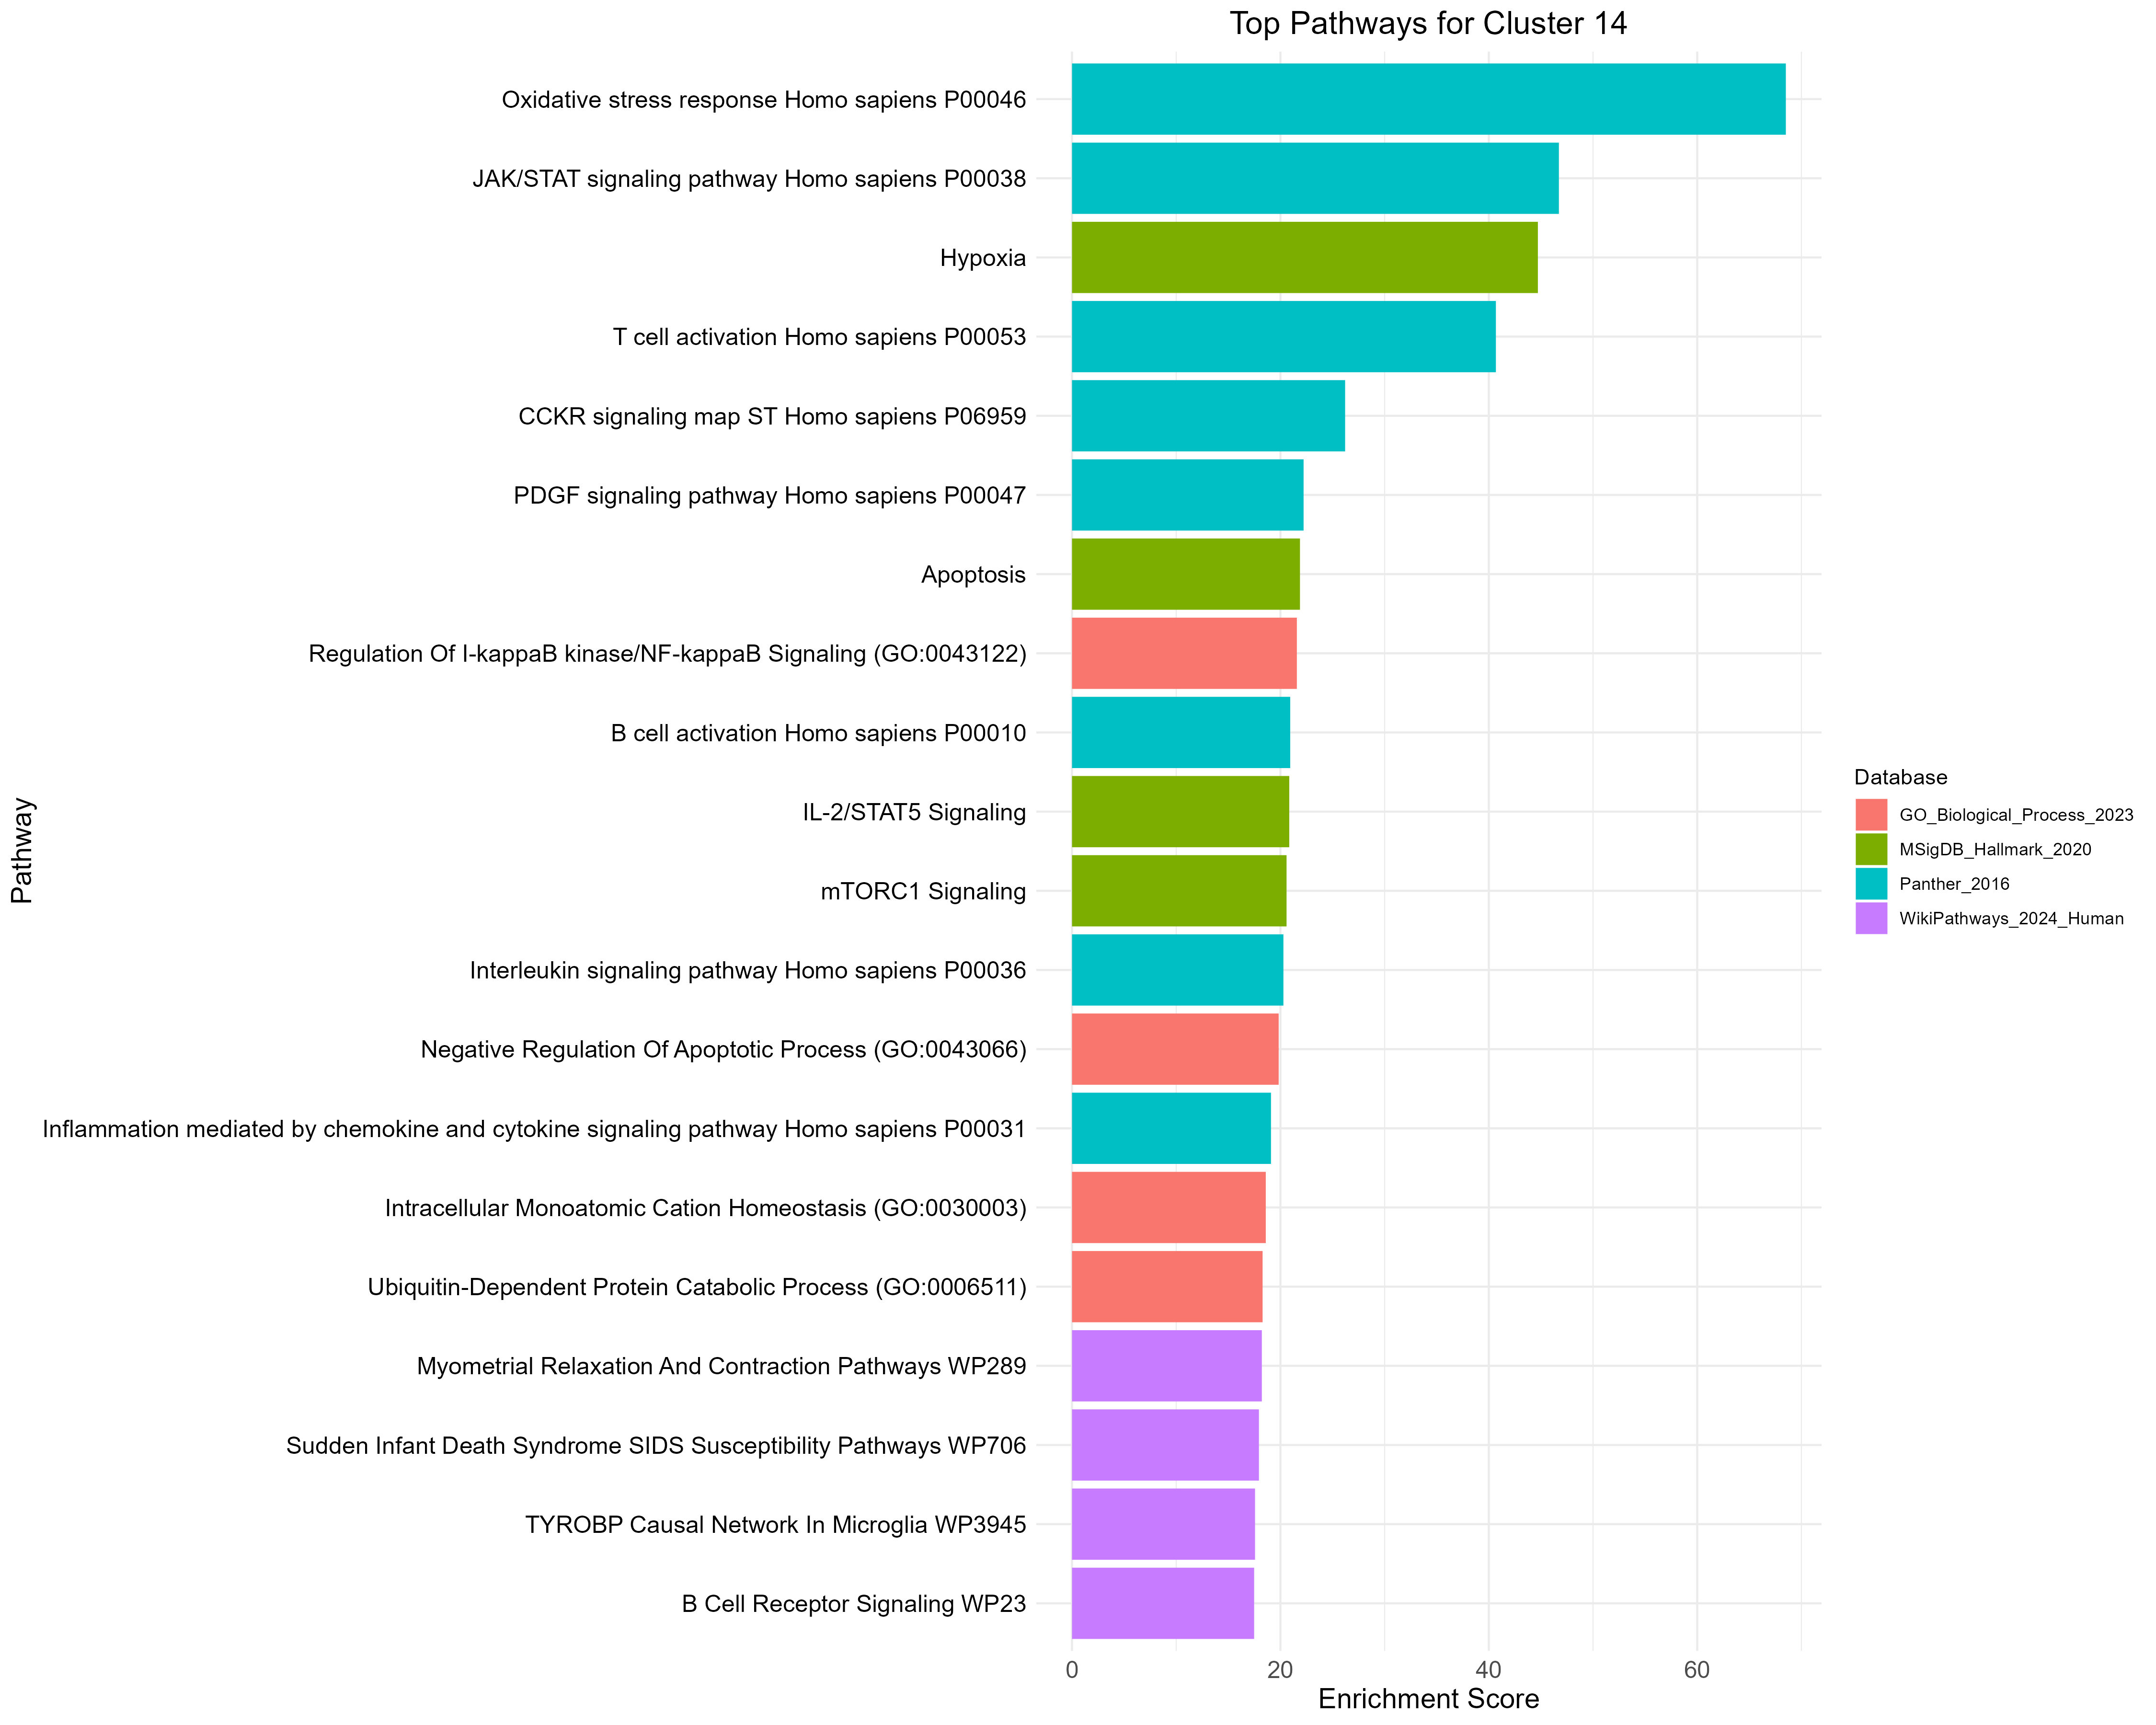 Top Pathways for Cluster 14
Pathway
Oxidative stress response Homo sapiens P00046
JAK/STAT signaling pathway Homo sapiens P00038
Hypoxia
T cell activation Homo sapiens P00053
CCKR signaling map ST Homo sapiens P06959
PDGF signaling pathway Homo sapiens P00047
Apoptosis
Regulation Of I-kappaB kinase/NF-kappaB Signaling (GO:0043122)
B cell activation Homo sapiens P00010
IL-2/STAT5 Signaling
mTORC1 Signaling
Interleukin signaling pathway Homo sapiens P00036
Negative Regulation Of Apoptotic Process (GO:0043066)
Inflammation mediated by chemokine and cytokine signaling pathway Homo sapiens P00031
Intracellular Monoatomic Cation Homeostasis (GO:0030003)
Ubiquitin-Dependent Protein Catabolic Process (GO:0006511)
Myometrial Relaxation And Contraction Pathways WP289
Sudden Infant Death Syndrome SIDS Susceptibility Pathways WP706
TYROBP Causal Network In Microglia WP3945
B Cell Receptor Signaling WP23
0 20 40 60
Enrichment Score
Database
GO_Biological_Process_2023
MSigDB_Hallmark_2020
Panther_2016
WikiPathways_2024_Human